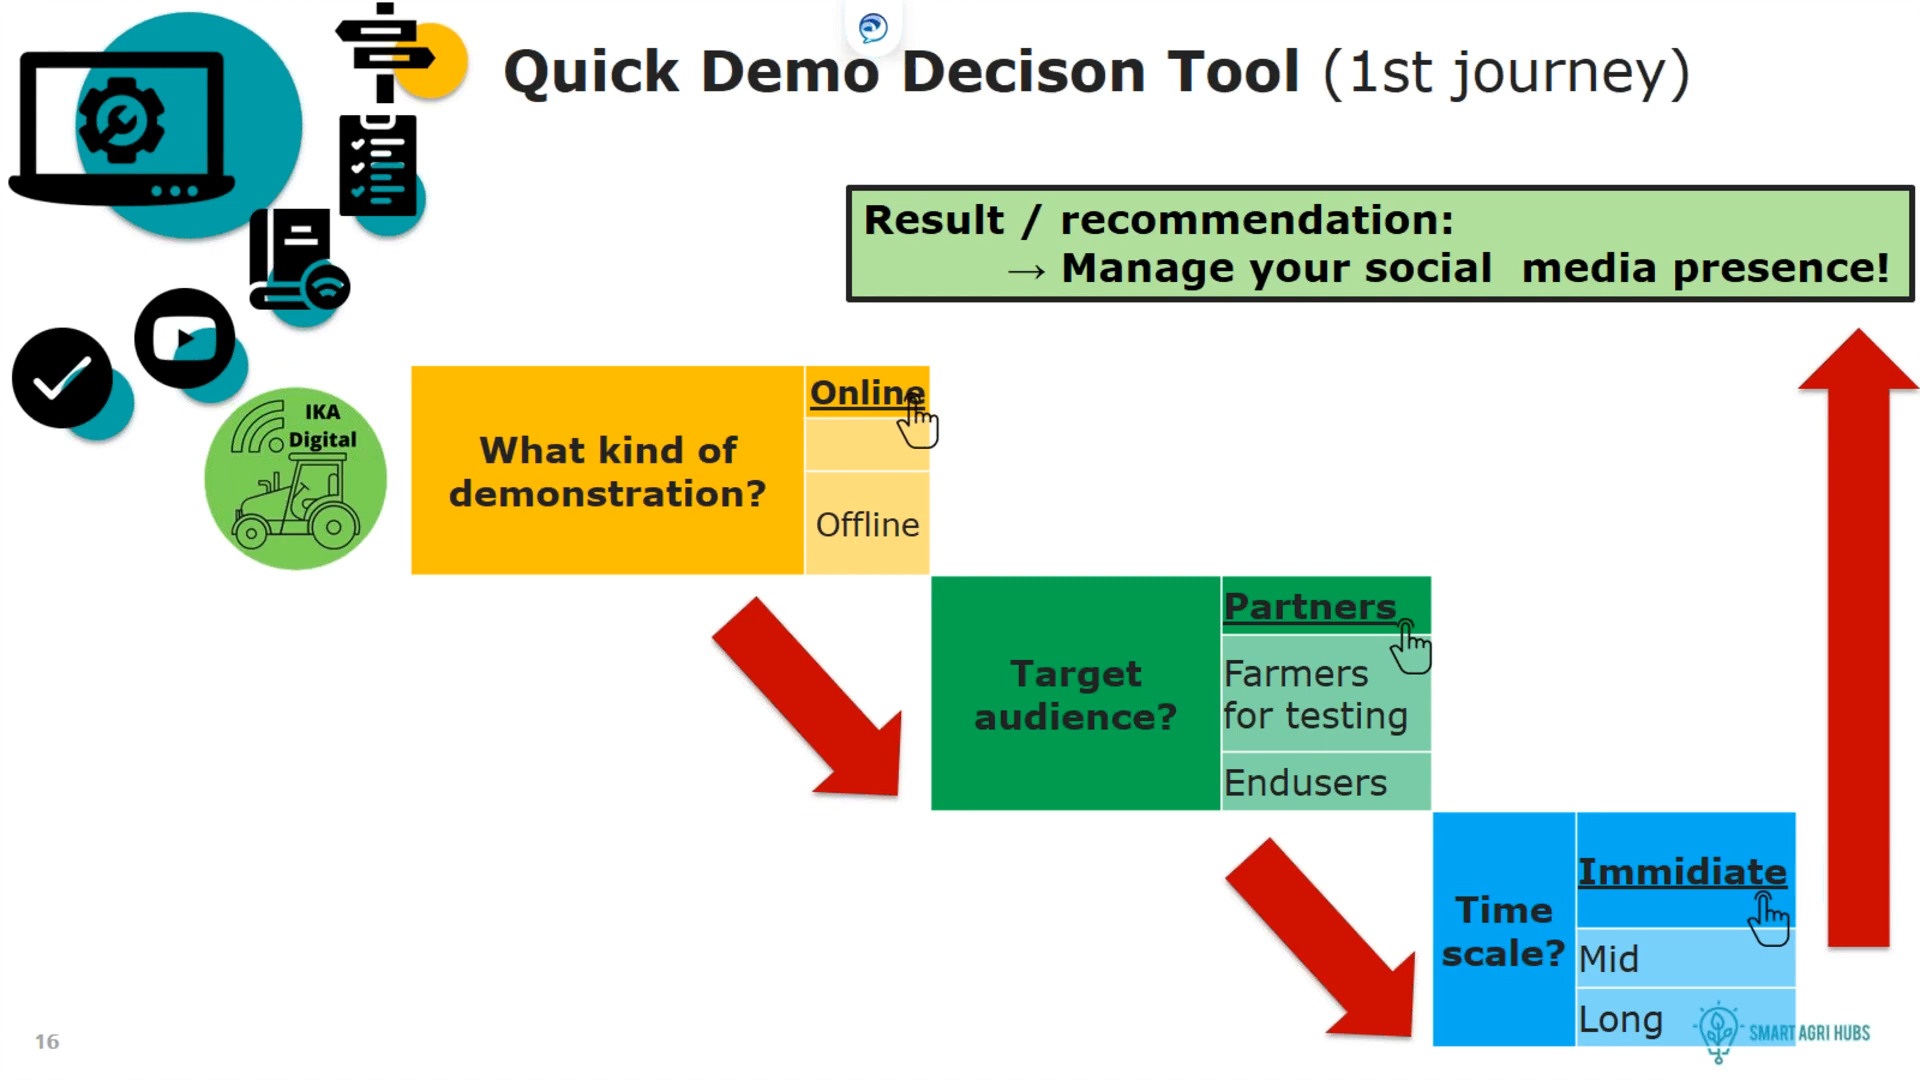 Quick Demo Decison Tool (1st journey)
Result / recommendation:
→ Manage your social media presence!
IKA
Digital
What kind of
demonstration?
Online
Offline
Target
audience?
Partners
Farmers
for testing
Endusers
Time
scale?
Immidiate
Mid
Long
16
SMART AGRI HUBS